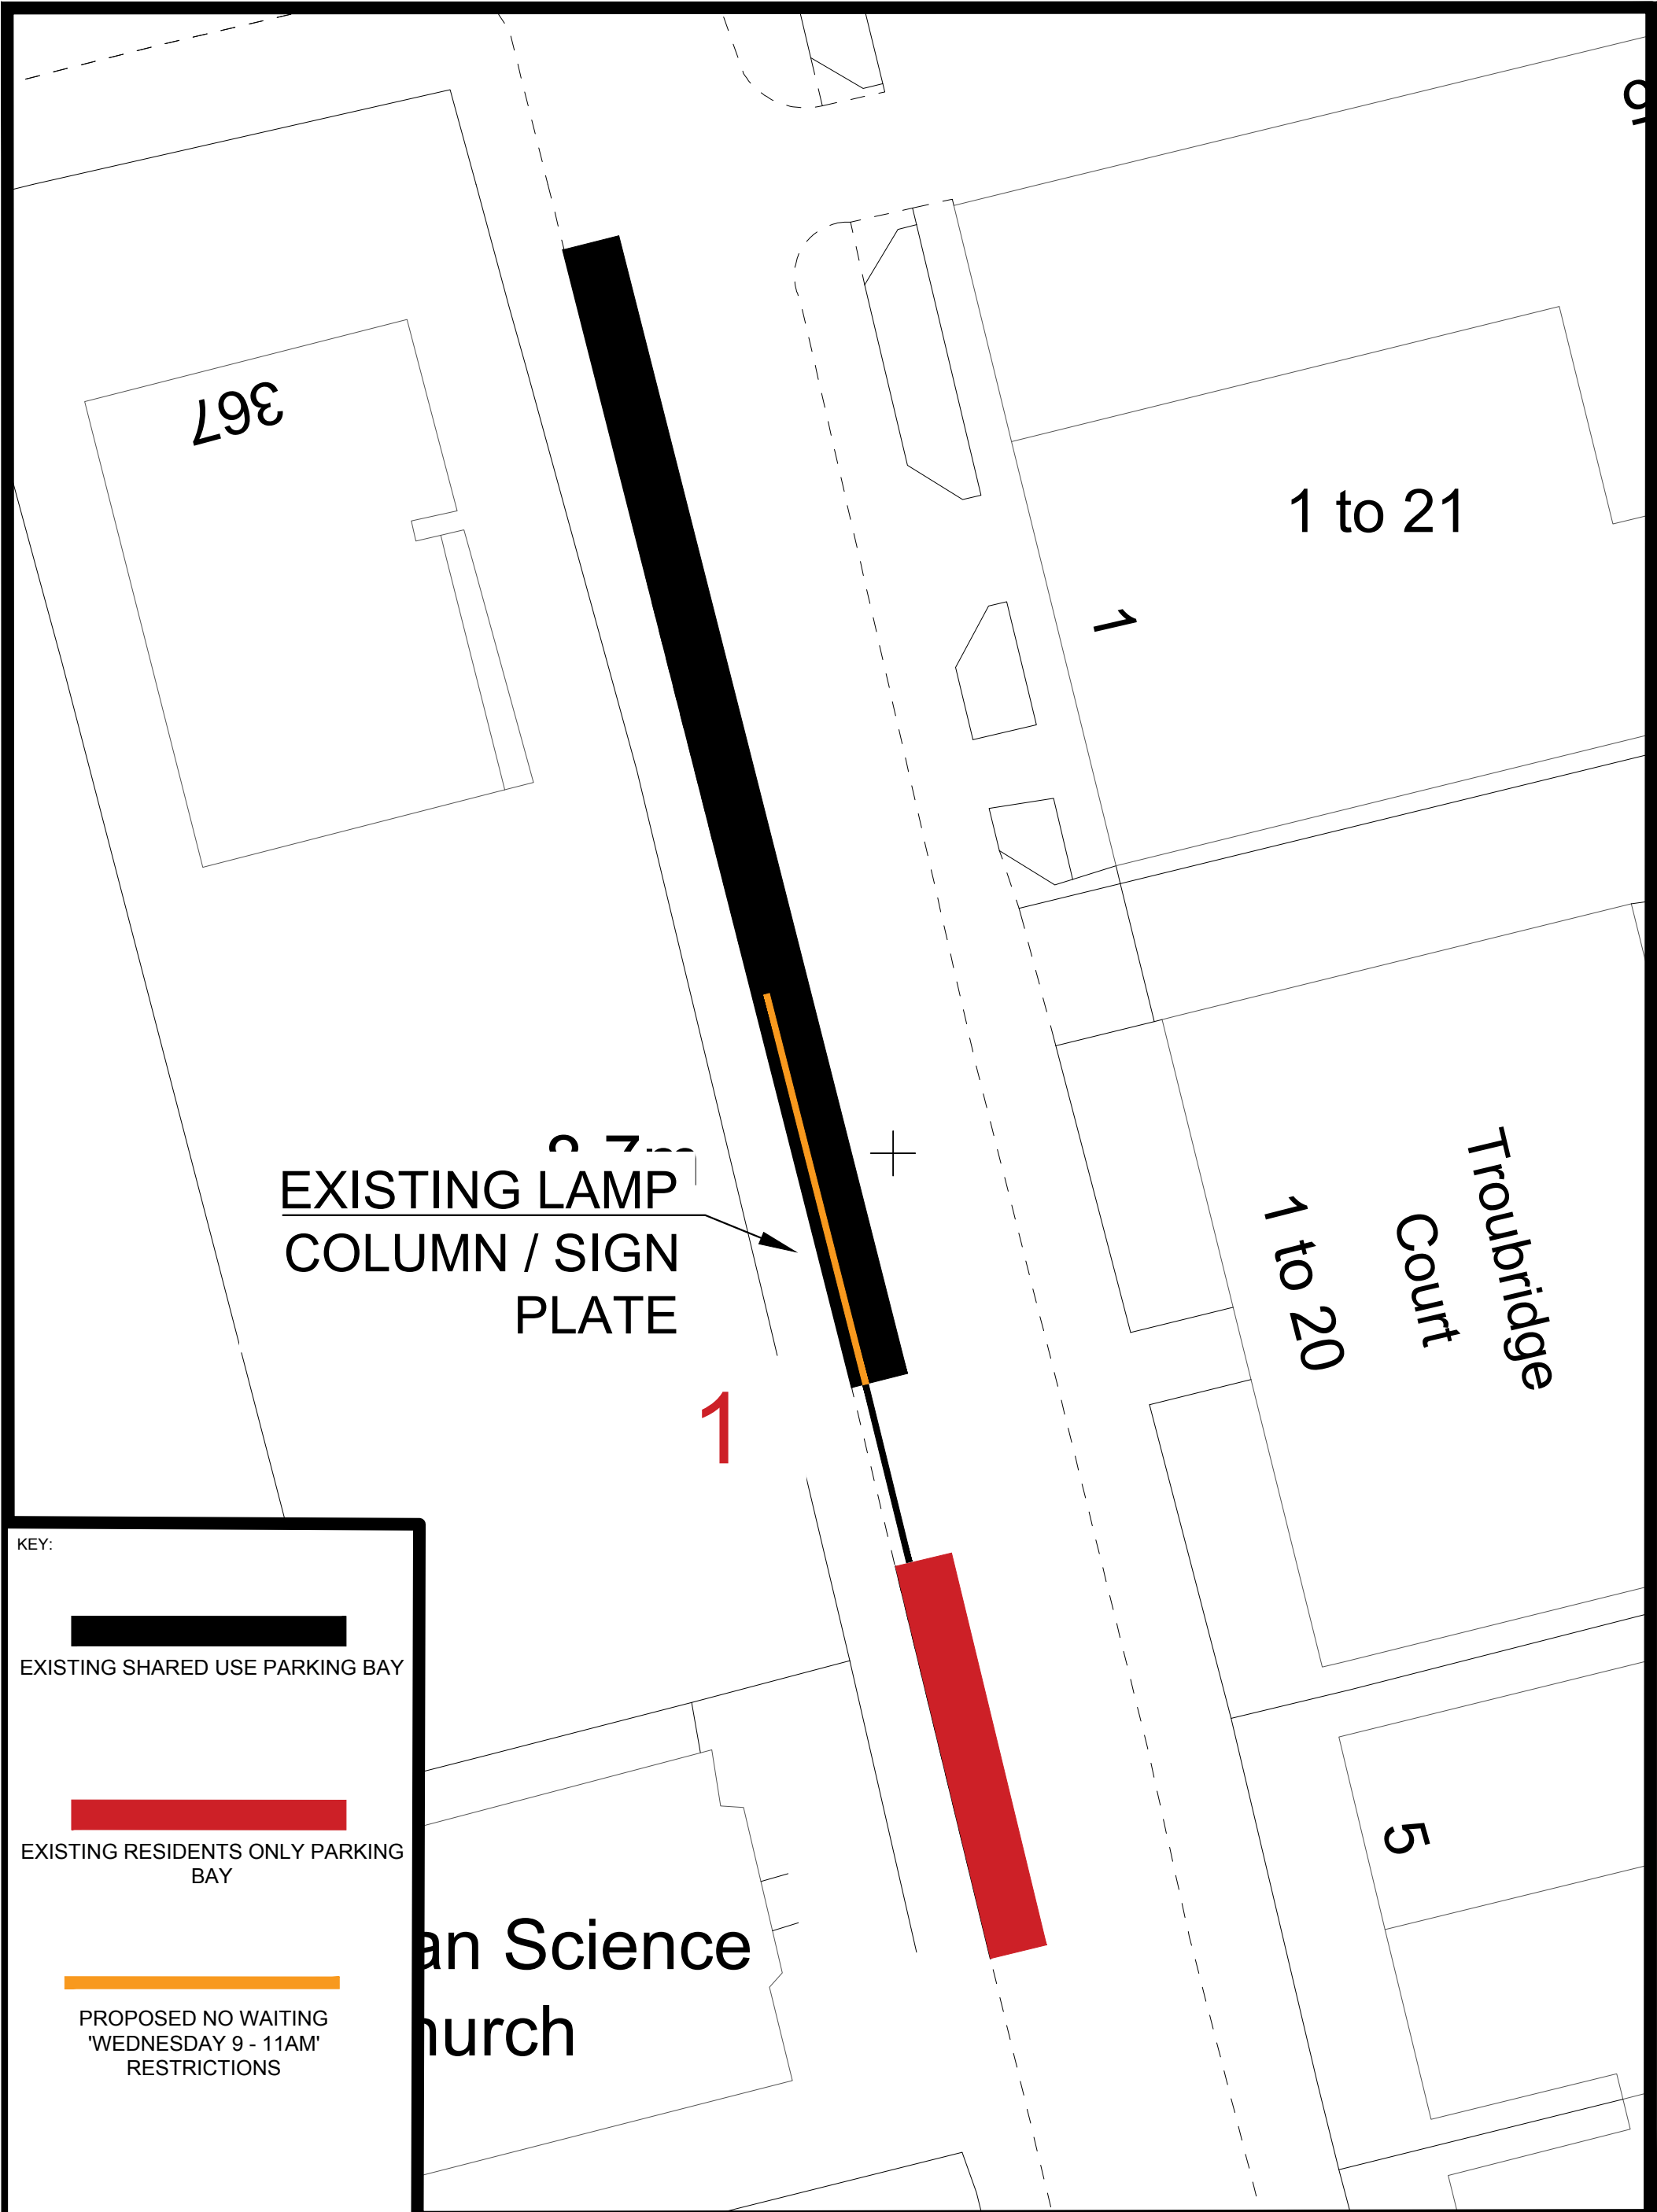 367
1 to 21
1
EXISTING LAMP
COLUMN / SIGN
PLATE
1
Troubridge
Court
1 to 20
5
KEY:
EXISTING SHARED USE PARKING BAY
EXISTING RESIDENTS ONLY PARKING
BAY
PROPOSED NO WAITING
'WEDNESDAY 9 - 11AM'
RESTRICTIONS
an Science
hurch